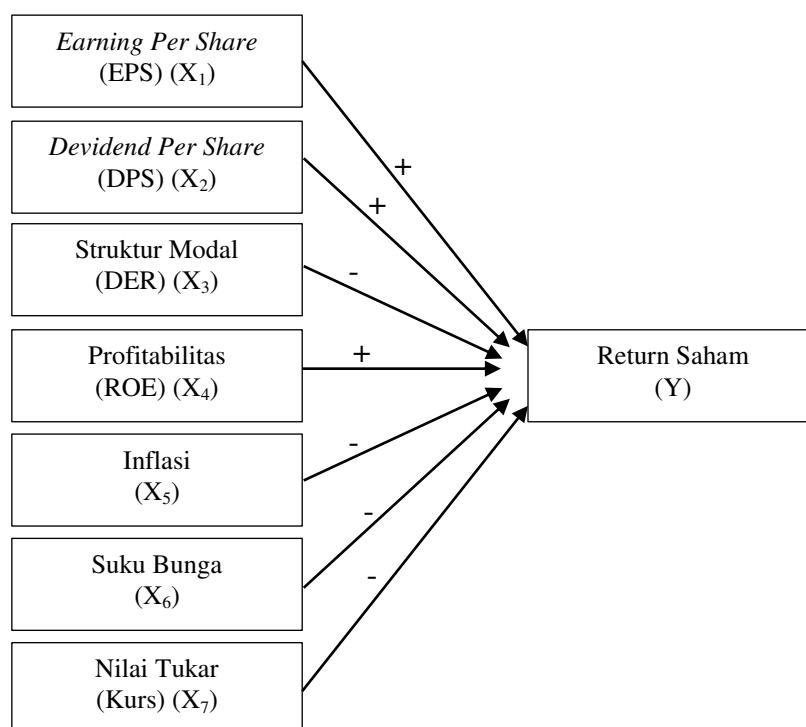 Earning Per Share
(EPS) (X₁)
+
Devidend Per Share
(DPS) (X₂)
+
Struktur Modal
(DER) (X₃)
-
Profitabilitas
(ROE) (X₄)
+
Return Saham
(Y)
Inflasi
(X₅)
-
Suku Bunga
(X₆)
-
Nilai Tukar
(Kurs) (X₇)
-